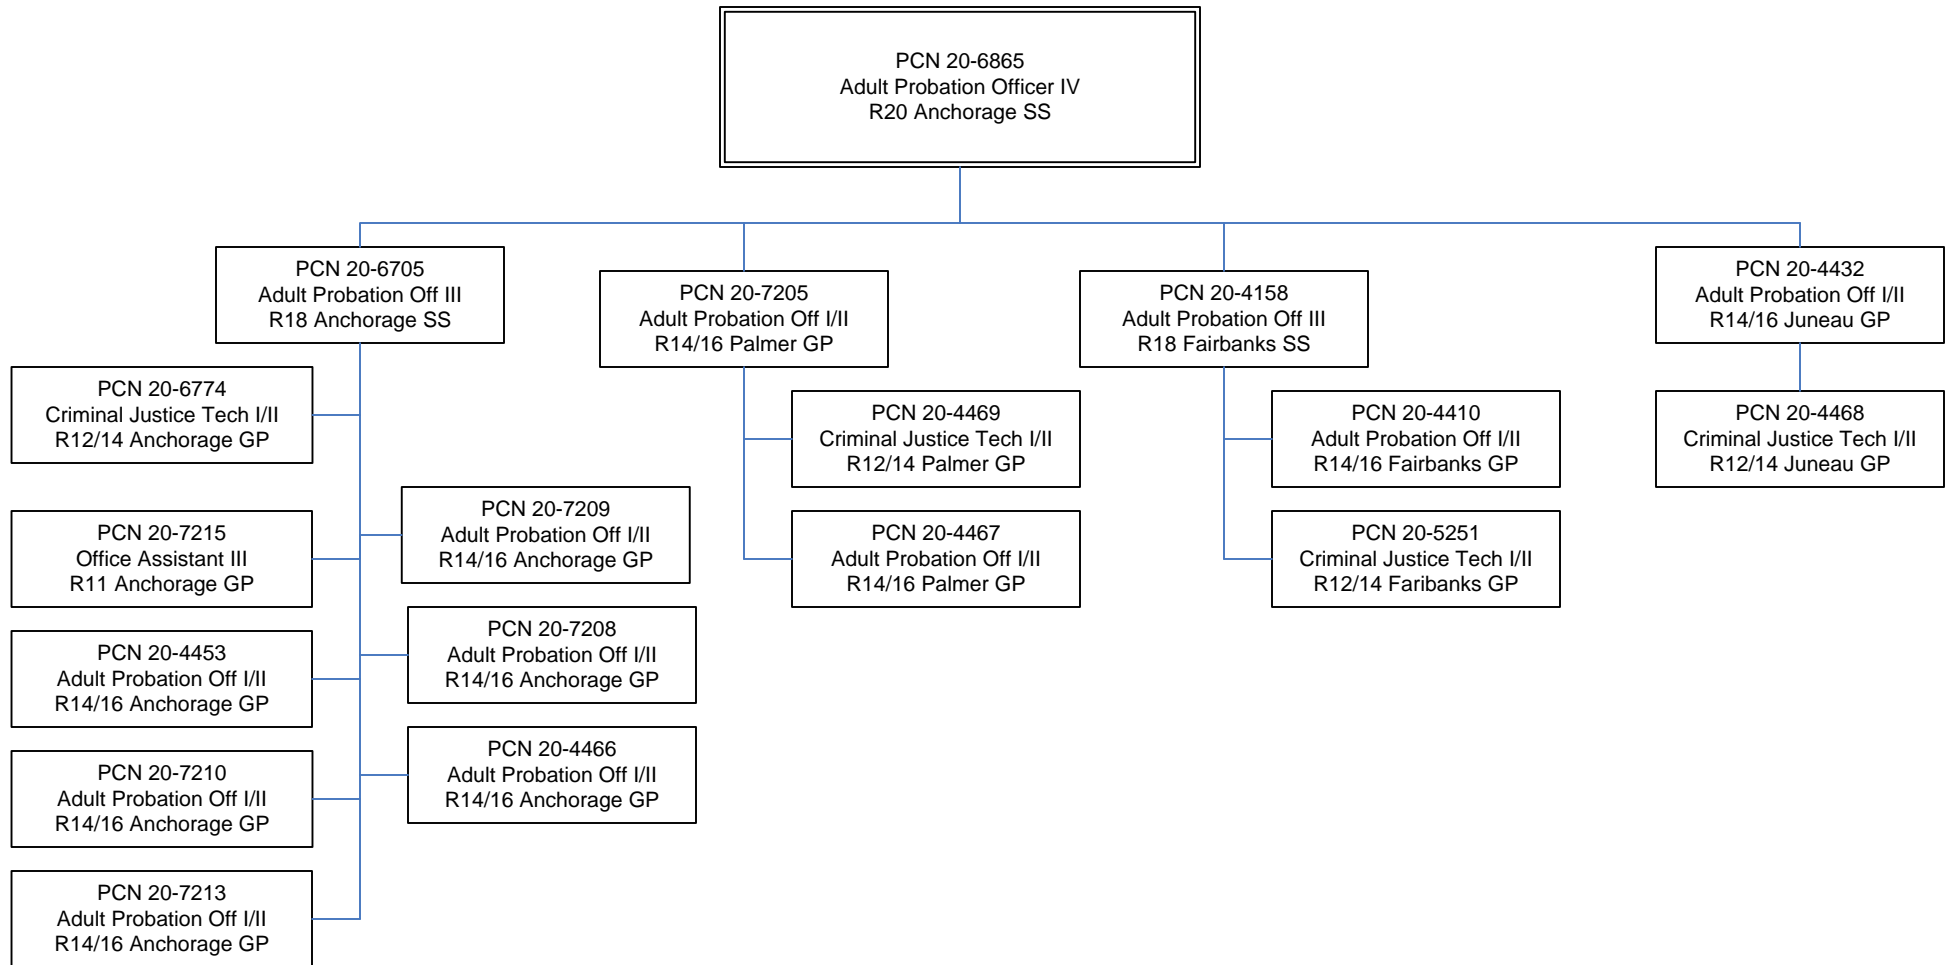 PCN 20-6865
Adult Probation Officer IV
R20 Anchorage SS
PCN 20-6705
Adult Probation Off III
R18 Anchorage SS
PCN 20-7205
Adult Probation Off I/II
R14/16 Palmer GP
PCN 20-4158
Adult Probation Off III
R18 Fairbanks SS
PCN 20-4432
Adult Probation Off I/II
R14/16 Juneau GP
PCN 20-6774
Criminal Justice Tech I/II
R12/14 Anchorage GP
PCN 20-7215
Office Assistant III
R11 Anchorage GP
PCN 20-4453
Adult Probation Off I/II
R14/16 Anchorage GP
PCN 20-7210
Adult Probation Off I/II
R14/16 Anchorage GP
PCN 20-7213
Adult Probation Off I/II
R14/16 Anchorage GP
PCN 20-7209
Adult Probation Off I/II
R14/16 Anchorage GP
PCN 20-7208
Adult Probation Off I/II
R14/16 Anchorage GP
PCN 20-4466
Adult Probation Off I/II
R14/16 Anchorage GP
PCN 20-4469
Criminal Justice Tech I/II
R12/14 Palmer GP
PCN 20-4467
Adult Probation Off I/II
R14/16 Palmer GP
PCN 20-4410
Adult Probation Off I/II
R14/16 Fairbanks GP
PCN 20-5251
Criminal Justice Tech I/II
R12/14 Faribanks GP
PCN 20-4468
Criminal Justice Tech I/II
R12/14 Juneau GP